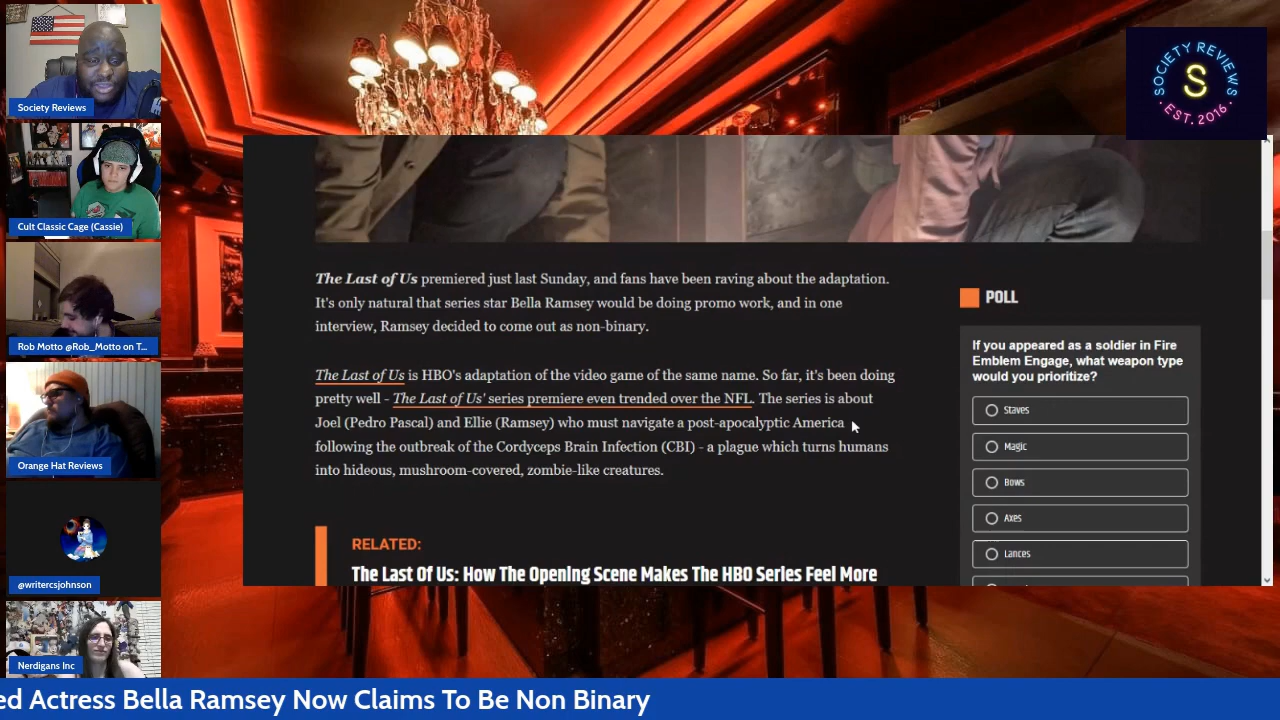 Society Reviews
Cult Classic Cage (Cassie)
Rob Motto @Rob_Motto on T...
Orange Hat Reviews
@writercsjohnson
Nerdigans Inc
SOCIETY REVIEWS
S
· EST. 2016 ·
The Last of Us premiered just last Sunday, and fans have been raving about the adaptation.
It's only natural that series star Bella Ramsey would be doing promo work, and in one
interview, Ramsey decided to come out as non-binary.
The Last of Us is HBO's adaptation of the video game of the same name. So far, it's been doing
pretty well - The Last of Us' series premiere even trended over the NFL. The series is about
Joel (Pedro Pascal) and Ellie (Ramsey) who must navigate a post-apocalyptic America
following the outbreak of the Cordyceps Brain Infection (CBI) - a plague which turns humans
into hideous, mushroom-covered, zombie-like creatures.
RELATED:
The Last Of Us: How The Opening Scene Makes The HBO Series Feel More
POLL
If you appeared as a soldier in Fire
Emblem Engage, what weapon type
would you prioritize?
Staves
Magic
Bows
Axes
Lances
ed Actress Bella Ramsey Now Claims To Be Non Binary